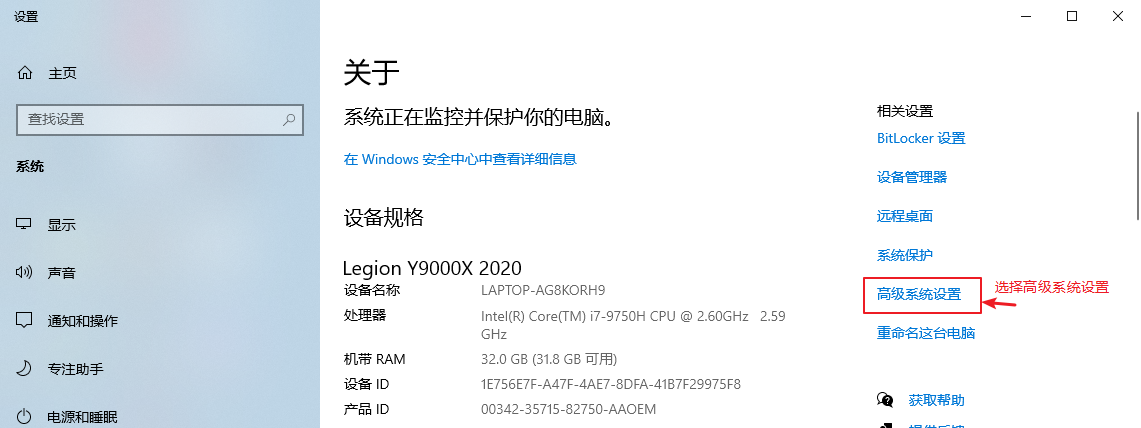 设置
主页
查找设置
系统
显示
声音
通知和操作
专注助手
电源和睡眠
关于
系统正在监控并保护你的电脑。
在 Windows 安全中心中查看详细信息
设备规格
Legion Y9000X 2020
设备名称 LAPTOP-AG8KORH9
处理器 Intel(R) Core(TM) i7-9750H CPU @ 2.60GHz 2.59
GHz
机带 RAM 32.0 GB (31.8 GB 可用)
设备 ID 1E756E7F-A47F-4AE7-8DFA-41B7F29975F8
产品 ID 00342-35715-82750-AAOEM
相关设置
BitLocker 设置
设备管理器
远程桌面
系统保护
高级系统设置
选择高级系统设置
重命名这台电脑
获取帮助